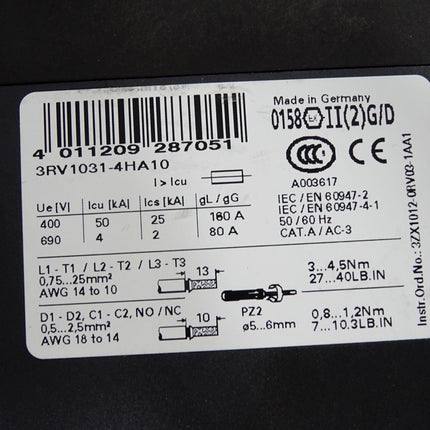 Made in Germany
0158 Ex II(2)G/D
4 011209 287051
3RV1031-4HA10
I > Icu
CCC CE
A003617
Ue [V] Icu [kA] Ics [kA] gL / gG
400 50 25 160 A
690 4 2 80 A
IEC / EN 60947-2
IEC / EN 60947-4-1
50 / 60 Hz
CAT.A / AC-3
L1 - T1 / L2 - T2 / L3 - T3
0,75...25mm²
AWG 14 to 10
13
3...4,5Nm
27...40LB.IN
D1 - D2, C1 - C2, NO / NC
0,5...2,5mm²
AWG 18 to 14
10
PZ2
ø5...6mm
0,8...1,2Nm
7...10.3LB.IN
Instr.Ord.No.: 3ZX1012-0RV03-1AA1